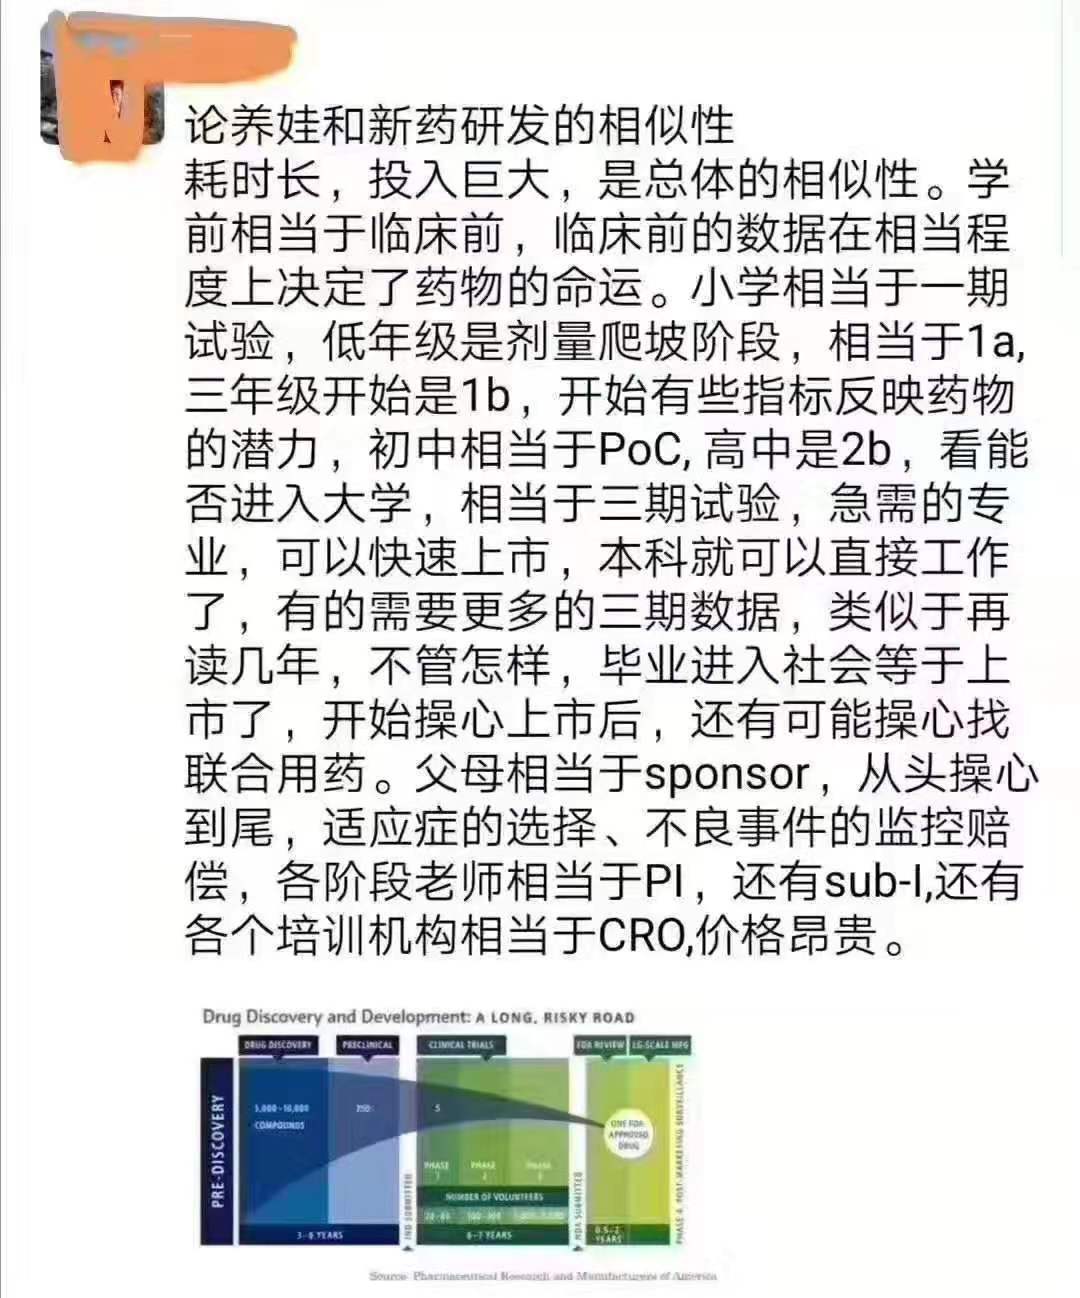 论养娃和新药研发的相似性
耗时长，投入巨大，是总体的相似性。学
前相当于临床前，临床前的数据在相当程
度上决定了药物的命运。小学相当于一期
试验，低年级是剂量爬坡阶段，相当于1a,
三年级开始是1b，开始有些指标反映药物
的潜力，初中相当于PoC, 高中是2b，看能
否进入大学，相当于三期试验，急需的专
业，可以快速上市，本科就可以直接工作
了，有的需要更多的三期数据，类似于再
读几年，不管怎样，毕业进入社会等于上
市了，开始操心上市后，还有可能操心找
联合用药。父母相当于sponsor，从头操心
到尾，适应症的选择、不良事件的监控赔
偿，各阶段老师相当于PI，还有sub-I,还有
各个培训机构相当于CRO,价格昂贵。
Drug Discovery and Development: A LONG, RISKY ROAD
DRUG DISCOVERY
PRECLINICAL
CLINICAL TRIALS
FDA REVIEW
LG-SCALE MFG
PRE-DISCOVERY
5,000-10,000
COMPOUNDS
250
5
ONE FDA-
APPROVED
DRUG
PHASE
1
PHASE
2
PHASE
3
NUMBER OF VOLUNTEERS
20-80
100-300
3-6 YEARS
IND SUBMITTED
6-7 YEARS
NDA SUBMITTED
0.5-2
YEARS
PHASE 4: POST-MARKETING SURVEILLANCE
Source: Pharmaceutical Research and Manufacturers of America